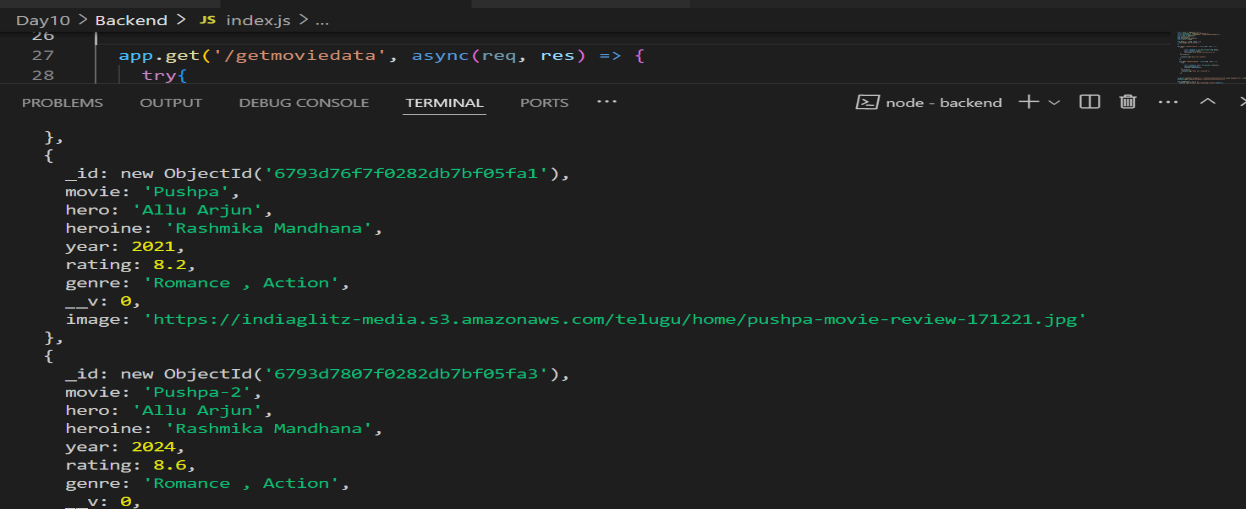 Day10 > Backend > JS index.js > ...
26
27 app.get('/getmoviedata', async(req, res) => {
28 try{
PROBLEMS OUTPUT DEBUG CONSOLE TERMINAL PORTS ... node - backend
},
{
_id: new ObjectId('6793d76f7f0282db7bf05fa1'),
movie: 'Pushpa',
hero: 'Allu Arjun',
heroine: 'Rashmika Mandhana',
year: 2021,
rating: 8.2,
genre: 'Romance , Action',
__v: 0,
image: 'https://indiaglitz-media.s3.amazonaws.com/telugu/home/pushpa-movie-review-171221.jpg'
},
{
_id: new ObjectId('6793d7807f0282db7bf05fa3'),
movie: 'Pushpa-2',
hero: 'Allu Arjun',
heroine: 'Rashmika Mandhana',
year: 2024,
rating: 8.6,
genre: 'Romance , Action',
__v: 0,